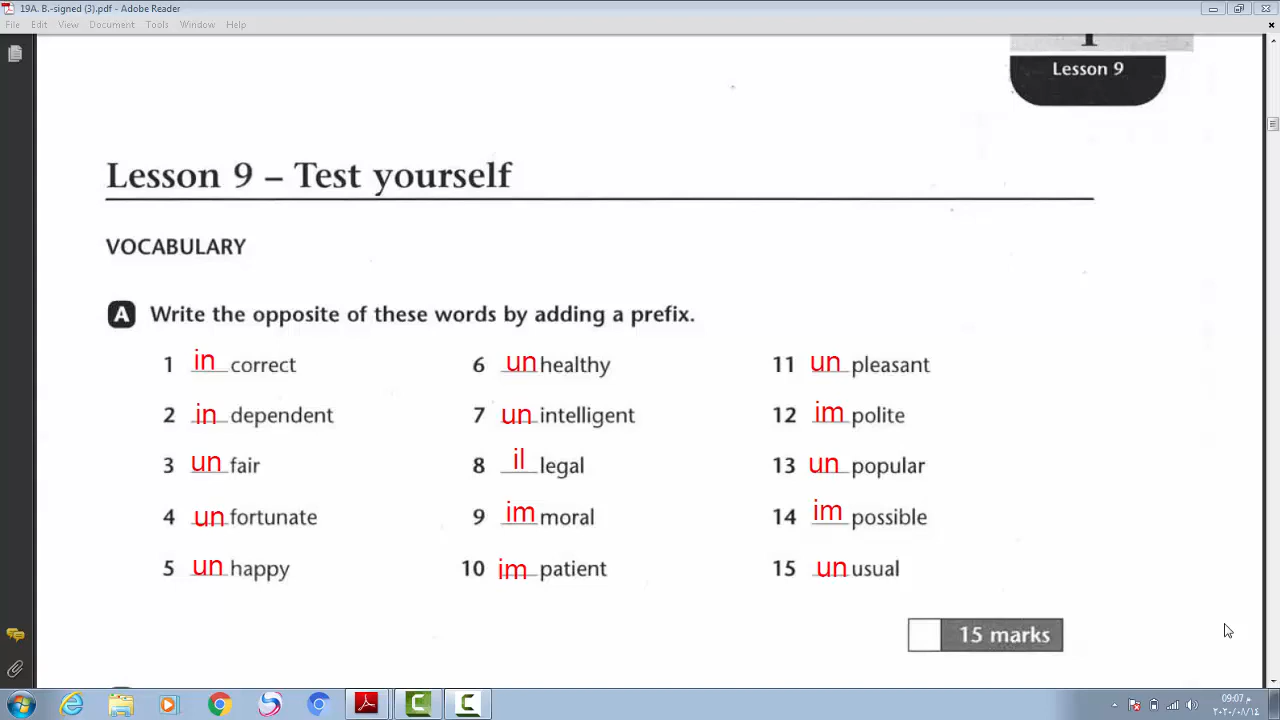 19A. B.-signed (3).pdf - Adobe Reader
File Edit View Document Tools Window Help
Lesson 9
Lesson 9 – Test yourself
VOCABULARY
A Write the opposite of these words by adding a prefix.
1 in correct 6 un healthy 11 un pleasant
2 in dependent 7 un intelligent 12 im polite
3 un fair 8 il legal 13 un popular
4 un fortunate 9 im moral 14 im possible
5 un happy 10 im patient 15 un usual
15 marks
09:07 م
٢٠٢٠/٠٨/١٤